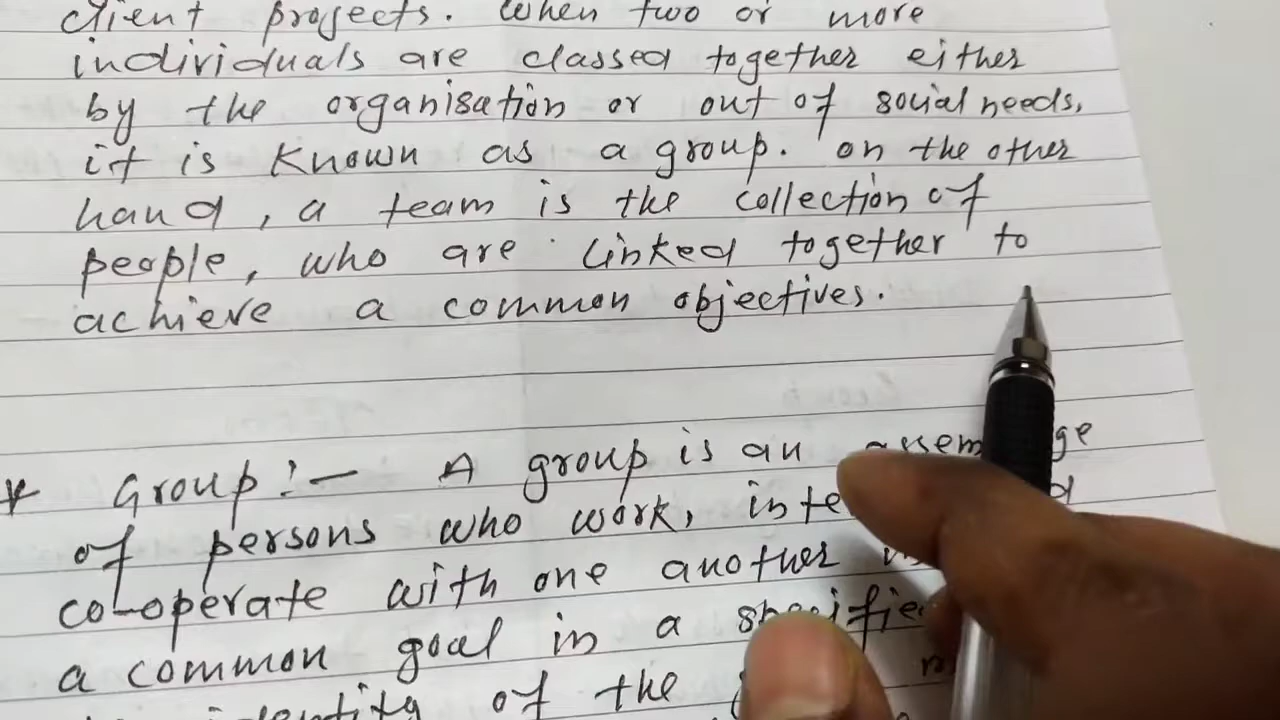 client projects. When two or more
individuals are classed together either
by the organisation or out of social needs,
it is known as a group. on the other
hand, a team is the collection of
people, who are linked together to
achieve a common objectives.
* Group:- A group is an
of persons who work,
co-operate with one another
a common goal in a
identity of the